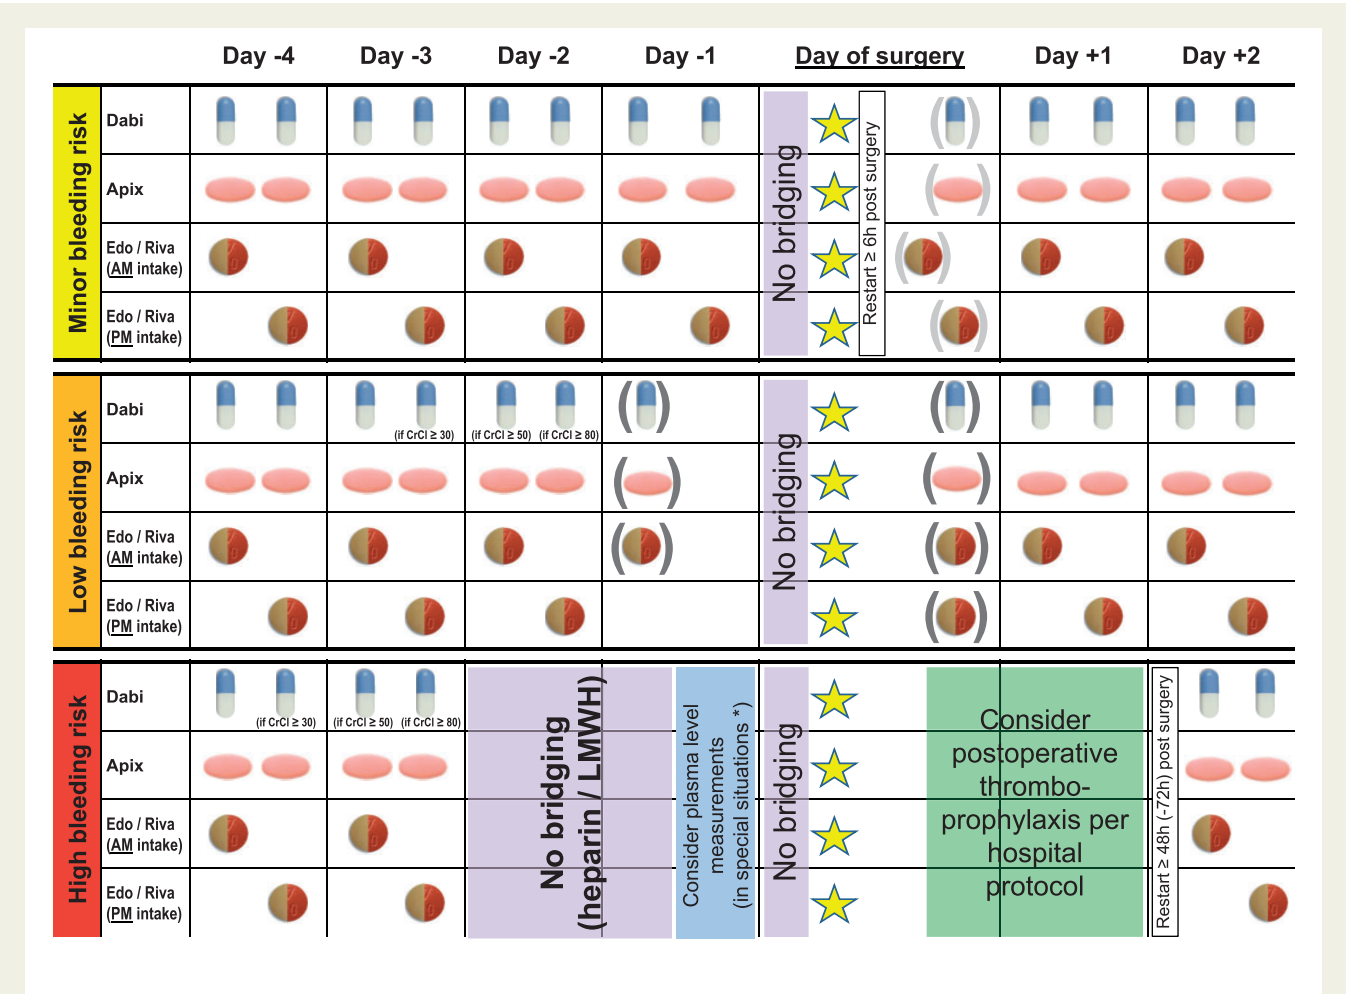 Day -4
Day -3
Day -2
Day -1
Day of surgery
Day +1
Day +2
Minor bleeding risk
Dabi
Apix
Edo / Riva
(AM intake)
Edo / Riva
(PM intake)
No bridging
Restart ≥ 6h post surgery
Low bleeding risk
Dabi
(if CrCl ≥ 30)
(if CrCl ≥ 50)
(if CrCl ≥ 80)
Apix
Edo / Riva
(AM intake)
Edo / Riva
(PM intake)
No bridging
High bleeding risk
Dabi
(if CrCl ≥ 30)
(if CrCl ≥ 50)
(if CrCl ≥ 80)
Apix
Edo / Riva
(AM intake)
Edo / Riva
(PM intake)
No bridging
(heparin / LMWH)
Consider plasma level
measurements
(in special situations *)
No bridging
Consider
postoperative
thrombo-
prophylaxis per
hospital
protocol
Restart ≥ 48h (-72h) post surgery